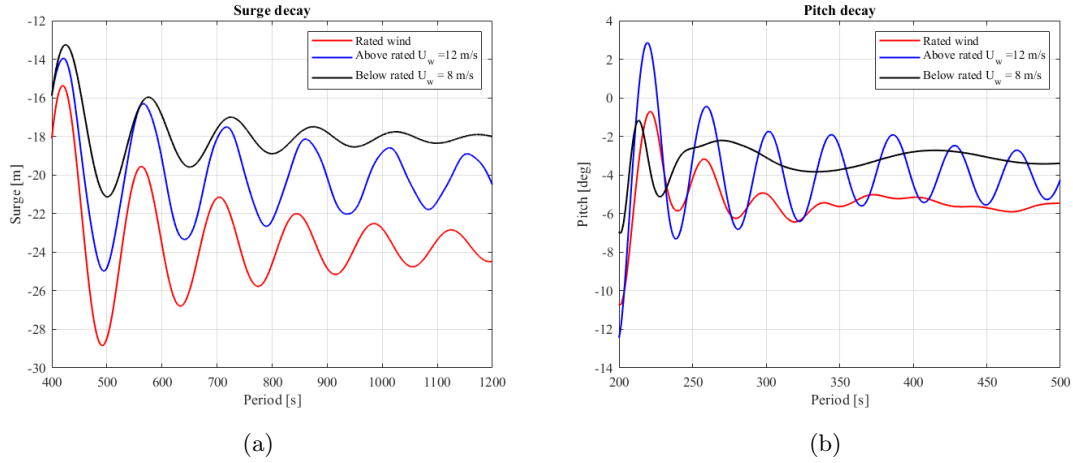 Surge decay
-12
-14
-16
-18
-20
-22
-24
-26
-28
-30
Surge [m]
400 500 600 700 800 900 1000 1100 1200
Period [s]
Rated wind
Above rated U_w =12 m/s
Below rated U_w = 8 m/s
(a)
Pitch decay
4
2
0
-2
-4
-6
-8
-10
-12
-14
Pitch [deg]
200 250 300 350 400 450 500
Period [s]
Rated wind
Above rated U_w =12 m/s
Below rated U_w = 8 m/s
(b)